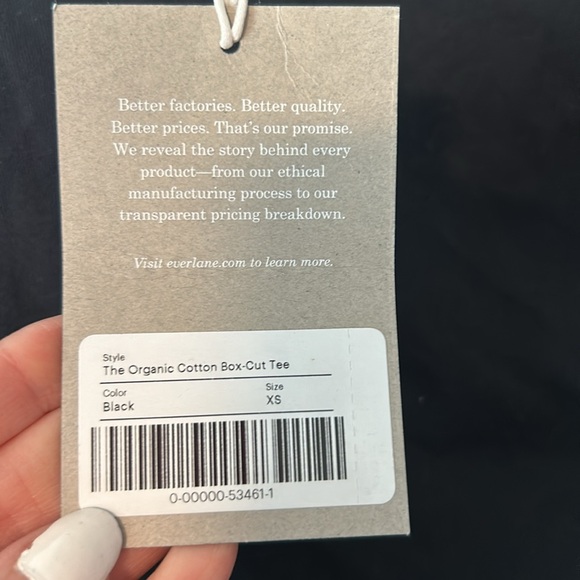 Better factories. Better quality.
Better prices. That's our promise.
We reveal the story behind every
product—from our ethical
manufacturing process to our
transparent pricing breakdown.
Visit everlane.com to learn more.
Style
The Organic Cotton Box-Cut Tee
Color Size
Black XS
0-00000-53461-1